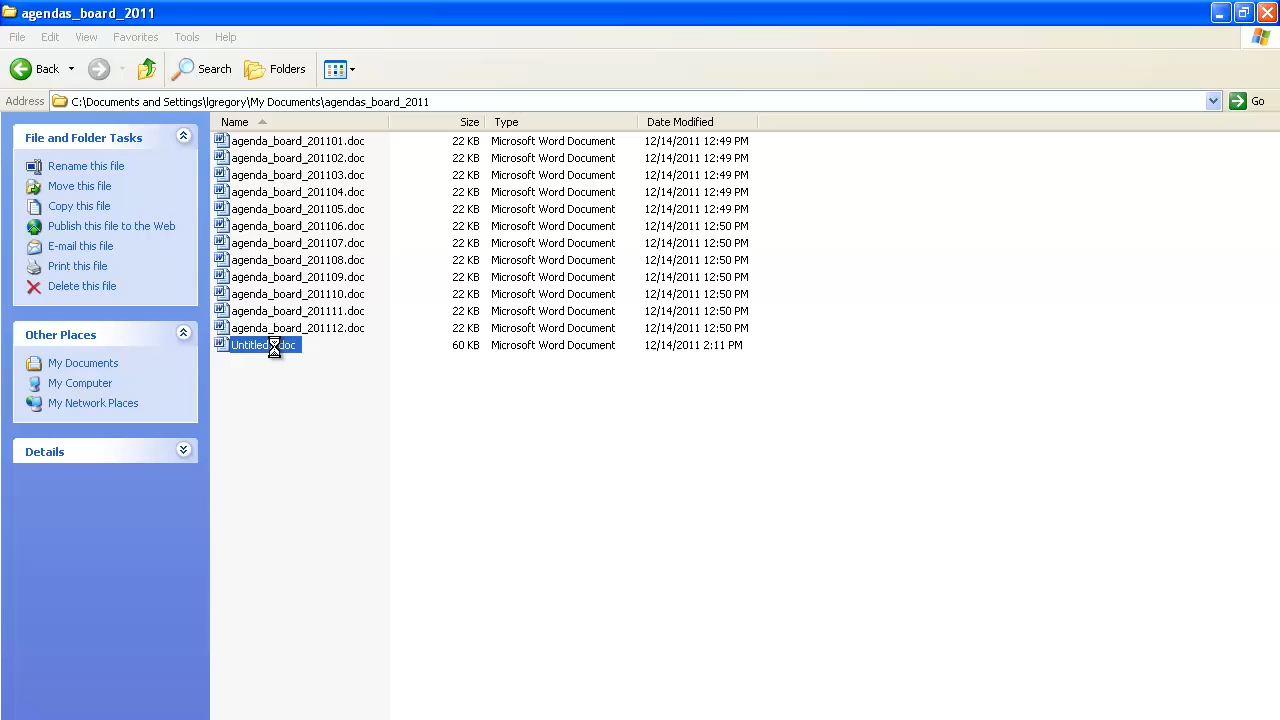 agendas_board_2011
File Edit View Favorites Tools Help
Back Search Folders
Address C:\Documents and Settings\lgregory\My Documents\agendas_board_2011 Go
Name Size Type Date Modified
File and Folder Tasks
Rename this file
Move this file
Copy this file
Publish this file to the Web
E-mail this file
Print this file
Delete this file
Other Places
My Documents
My Computer
My Network Places
Details
agenda_board_201101.doc 22 KB Microsoft Word Document 12/14/2011 12:49 PM
agenda_board_201102.doc 22 KB Microsoft Word Document 12/14/2011 12:49 PM
agenda_board_201103.doc 22 KB Microsoft Word Document 12/14/2011 12:49 PM
agenda_board_201104.doc 22 KB Microsoft Word Document 12/14/2011 12:49 PM
agenda_board_201105.doc 22 KB Microsoft Word Document 12/14/2011 12:49 PM
agenda_board_201106.doc 22 KB Microsoft Word Document 12/14/2011 12:50 PM
agenda_board_201107.doc 22 KB Microsoft Word Document 12/14/2011 12:50 PM
agenda_board_201108.doc 22 KB Microsoft Word Document 12/14/2011 12:50 PM
agenda_board_201109.doc 22 KB Microsoft Word Document 12/14/2011 12:50 PM
agenda_board_201110.doc 22 KB Microsoft Word Document 12/14/2011 12:50 PM
agenda_board_201111.doc 22 KB Microsoft Word Document 12/14/2011 12:50 PM
agenda_board_201112.doc 22 KB Microsoft Word Document 12/14/2011 12:50 PM
60 KB Microsoft Word Document 12/14/2011 2:11 PM